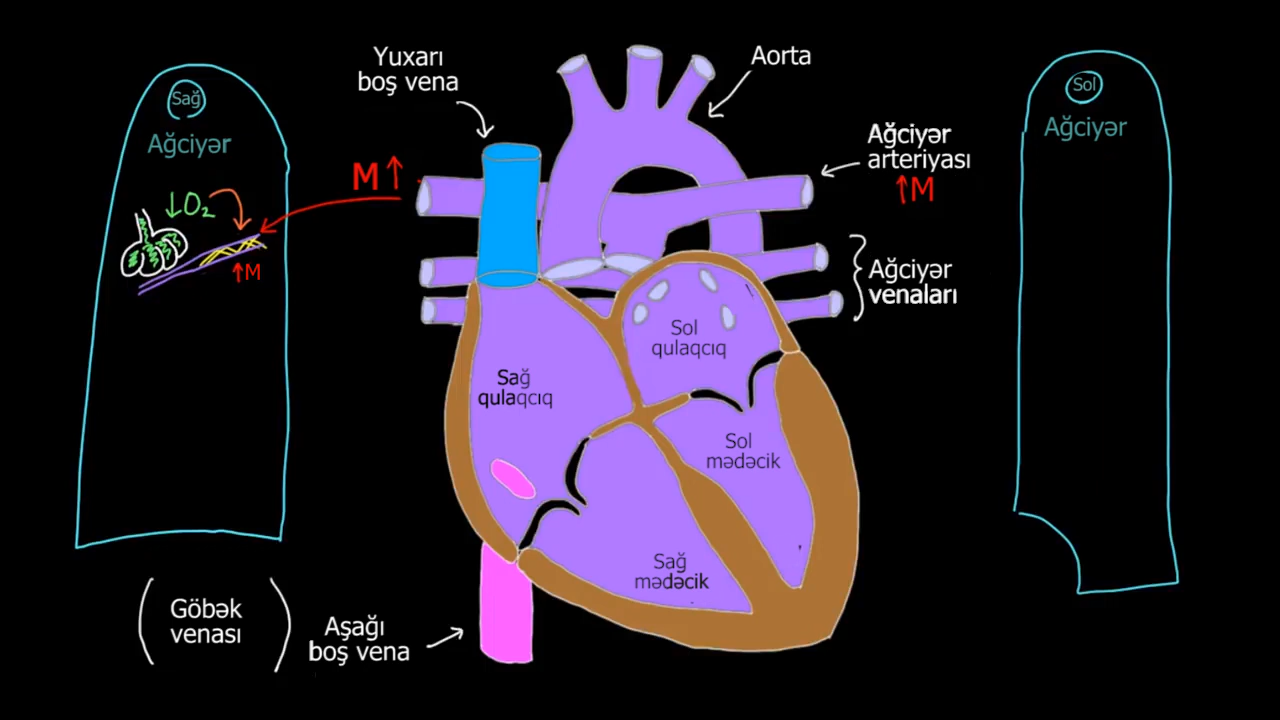 Yuxarı
boş vena
Aorta
Sağ
Ağciyər
Sol
Ağciyər
Ağciyər
arteriyası
↑M
M↑
↓O₂
↑M
Ağciyər
venaları
Sol
qulaqcıq
Sağ
qulaqcıq
Sol
mədəcik
Sağ
mədəcik
Göbək
venası
Aşağı
boş vena